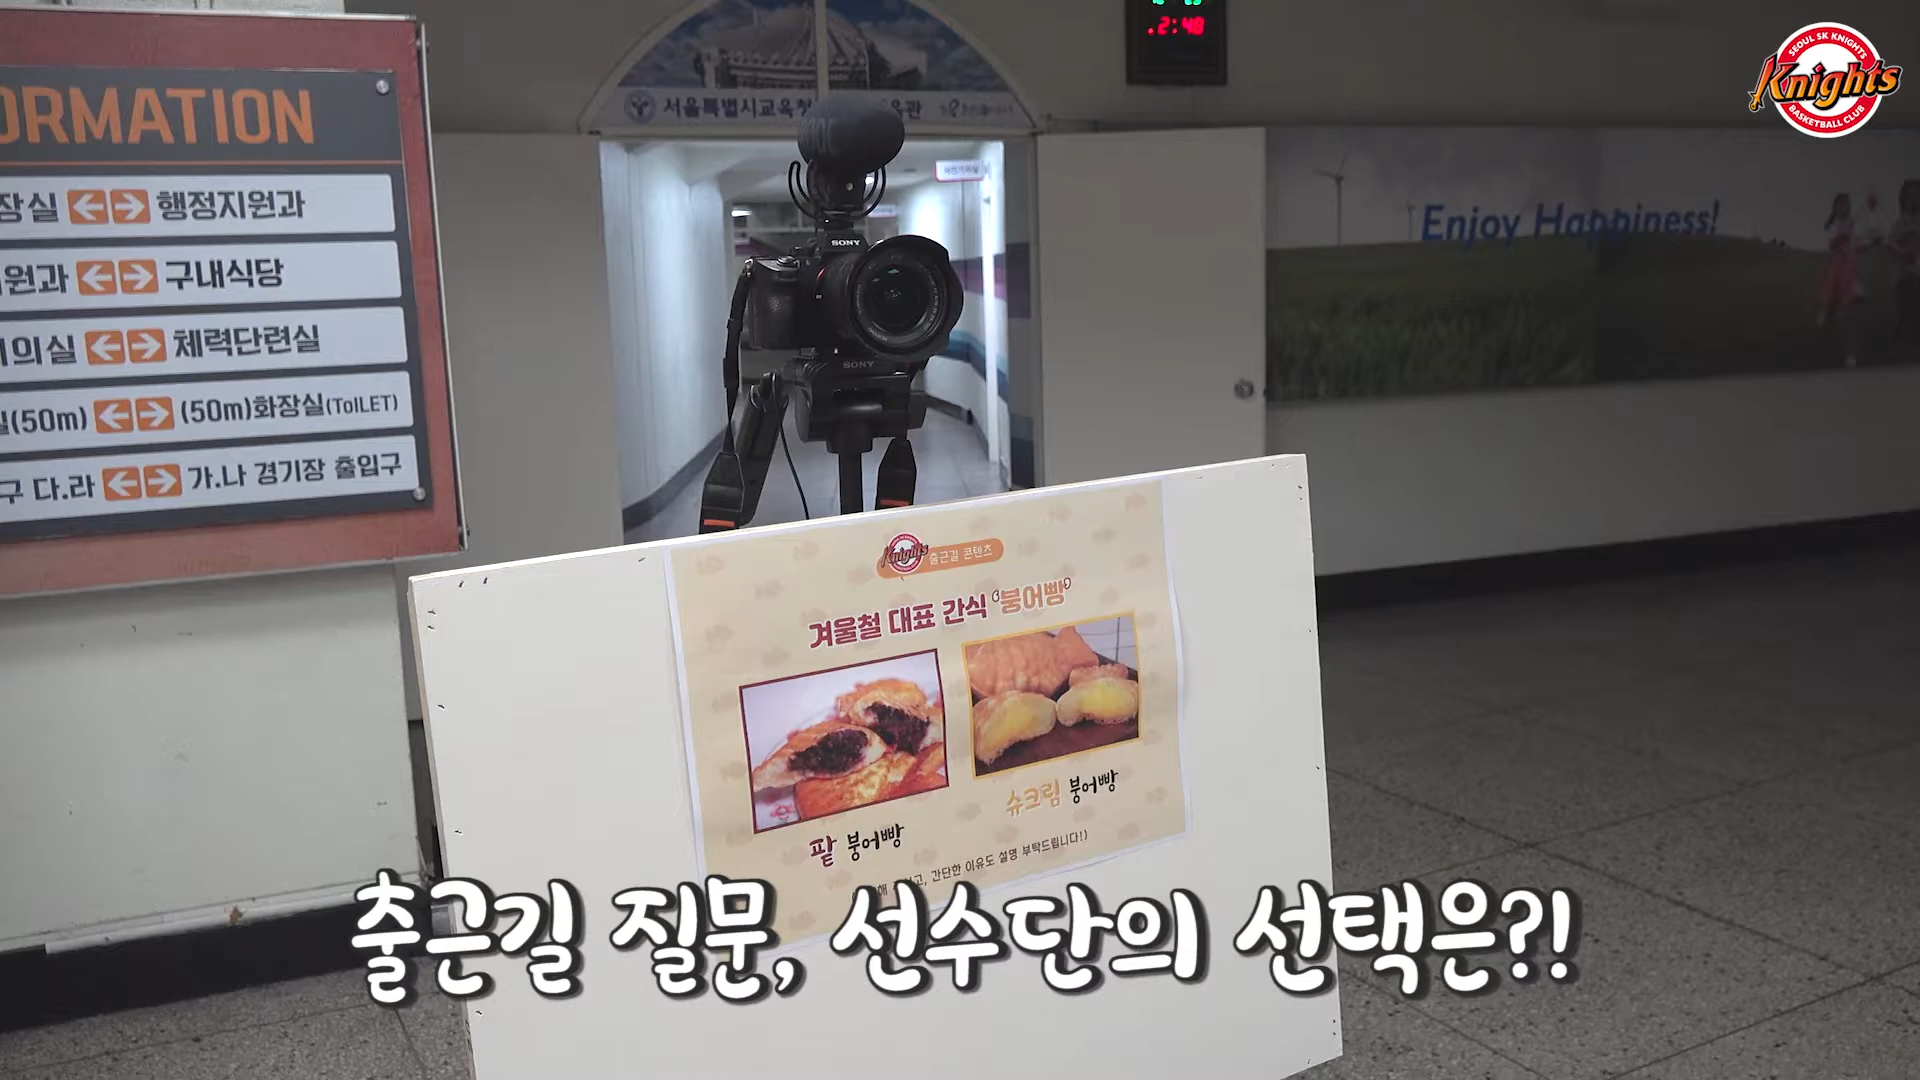 ORMATION
장실 행정지원과
원과 구내식당
의실 체력단련실
(50m) (50m)화장실(ToILET)
구 다.라 가.나 경기장 출입구
2:48
서울특별시교육청
SONY
SONY
Enjoy Happiness!
SEOUL SK KNIGHTS
Knights
BASKETBALL CLUB
Knights 출근길 콘텐츠
겨울철 대표 간식 '붕어빵'
팥 붕어빵
슈크림 붕어빵
간단한 이유도 설명 부탁드립니다!)
출근길 질문, 선수단의 선택은?!